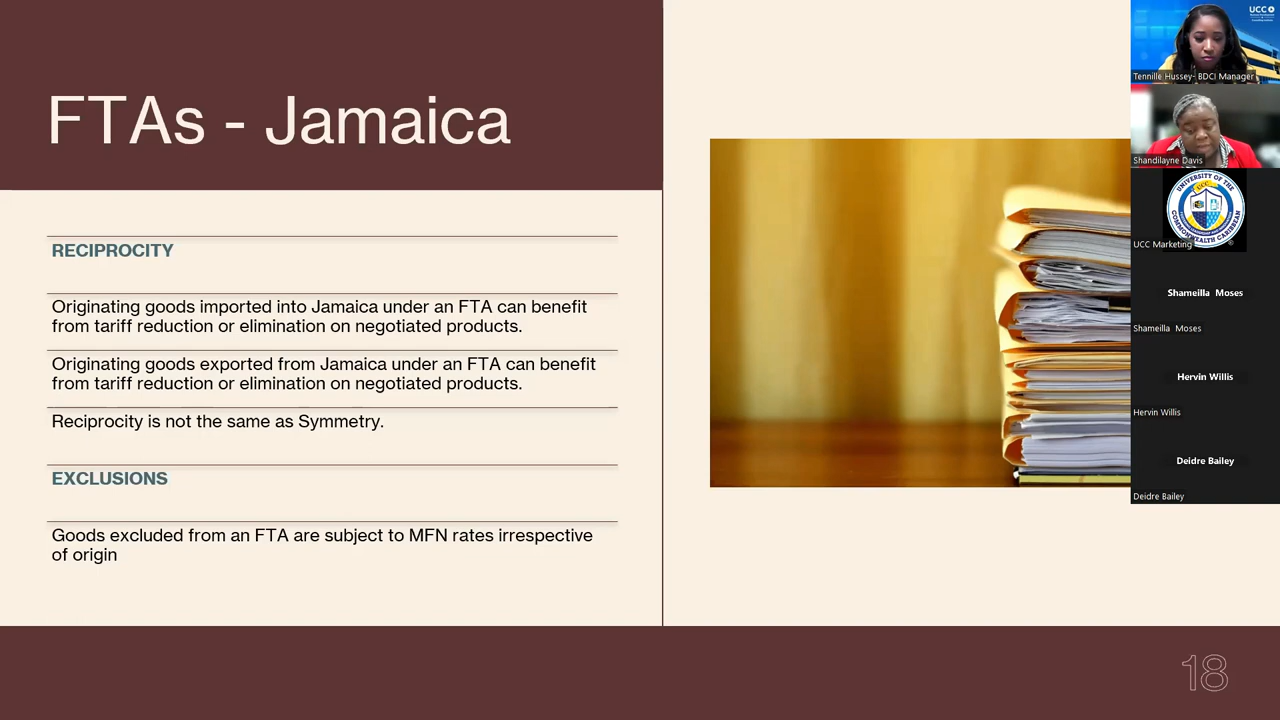 FTAs - Jamaica
RECIPROCITY
Originating goods imported into Jamaica under an FTA can benefit
from tariff reduction or elimination on negotiated products.
Originating goods exported from Jamaica under an FTA can benefit
from tariff reduction or elimination on negotiated products.
Reciprocity is not the same as Symmetry.
EXCLUSIONS
Goods excluded from an FTA are subject to MFN rates irrespective
of origin
18
UCC
Tennille Hussey- BDCI Manager
Shandilayne Davis
UNIVERSITY OF THE
UCC
COMMONWEALTH CARIBBEAN
UCC Marketing
Shameilla Moses
Shameilla Moses
Hervin Willis
Hervin Willis
Deidre Bailey
Deidre Bailey